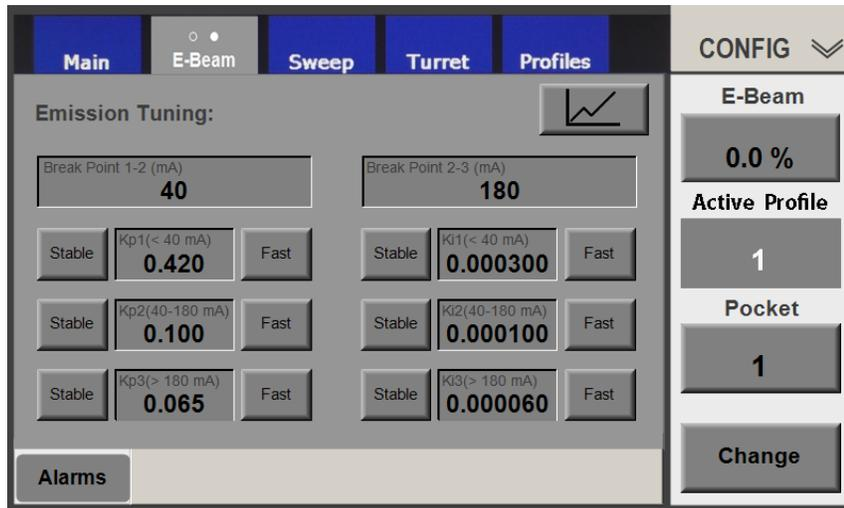 Main
E-Beam
Sweep
Turret
Profiles
CONFIG
Emission Tuning:
Break Point 1-2 (mA)
40
Break Point 2-3 (mA)
180
Stable
Kp1(< 40 mA)
0.420
Fast
Stable
Ki1(< 40 mA)
0.000300
Fast
Stable
Kp2(40-180 mA)
0.100
Fast
Stable
Ki2(40-180 mA)
0.000100
Fast
Stable
Kp3(> 180 mA)
0.065
Fast
Stable
Ki3(> 180 mA)
0.000060
Fast
Alarms
E-Beam
0.0 %
Active Profile
1
Pocket
1
Change